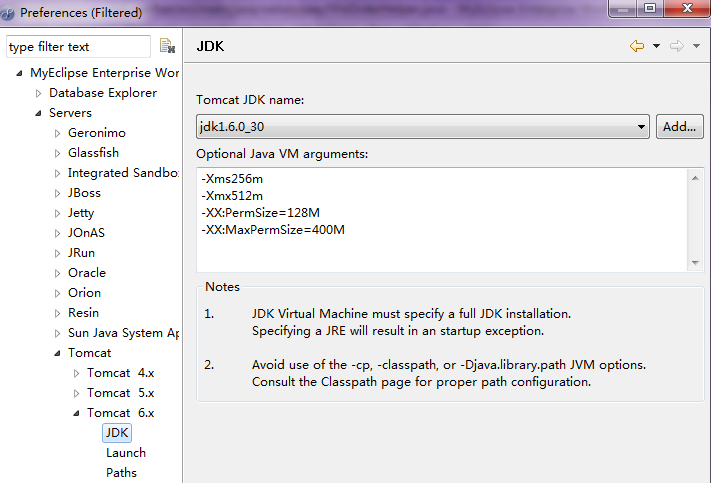 Preferences (Filtered)
type filter text
MyEclipse Enterprise Wor
Database Explorer
Servers
Geronimo
Glassfish
Integrated Sandbo
JBoss
Jetty
JOnAS
JRun
Oracle
Orion
Resin
Sun Java System Ap
Tomcat
Tomcat 4.x
Tomcat 5.x
Tomcat 6.x
JDK
Launch
Paths
JDK
Tomcat JDK name:
jdk1.6.0_30
Add...
Optional Java VM arguments:
-Xms256m
-Xmx512m
-XX:PermSize=128M
-XX:MaxPermSize=400M
Notes
1. JDK Virtual Machine must specify a full JDK installation.
Specifying a JRE will result in an startup exception.
2. Avoid use of the -cp, -classpath, or -Djava.library.path JVM options.
Consult the Classpath page for proper path configuration.